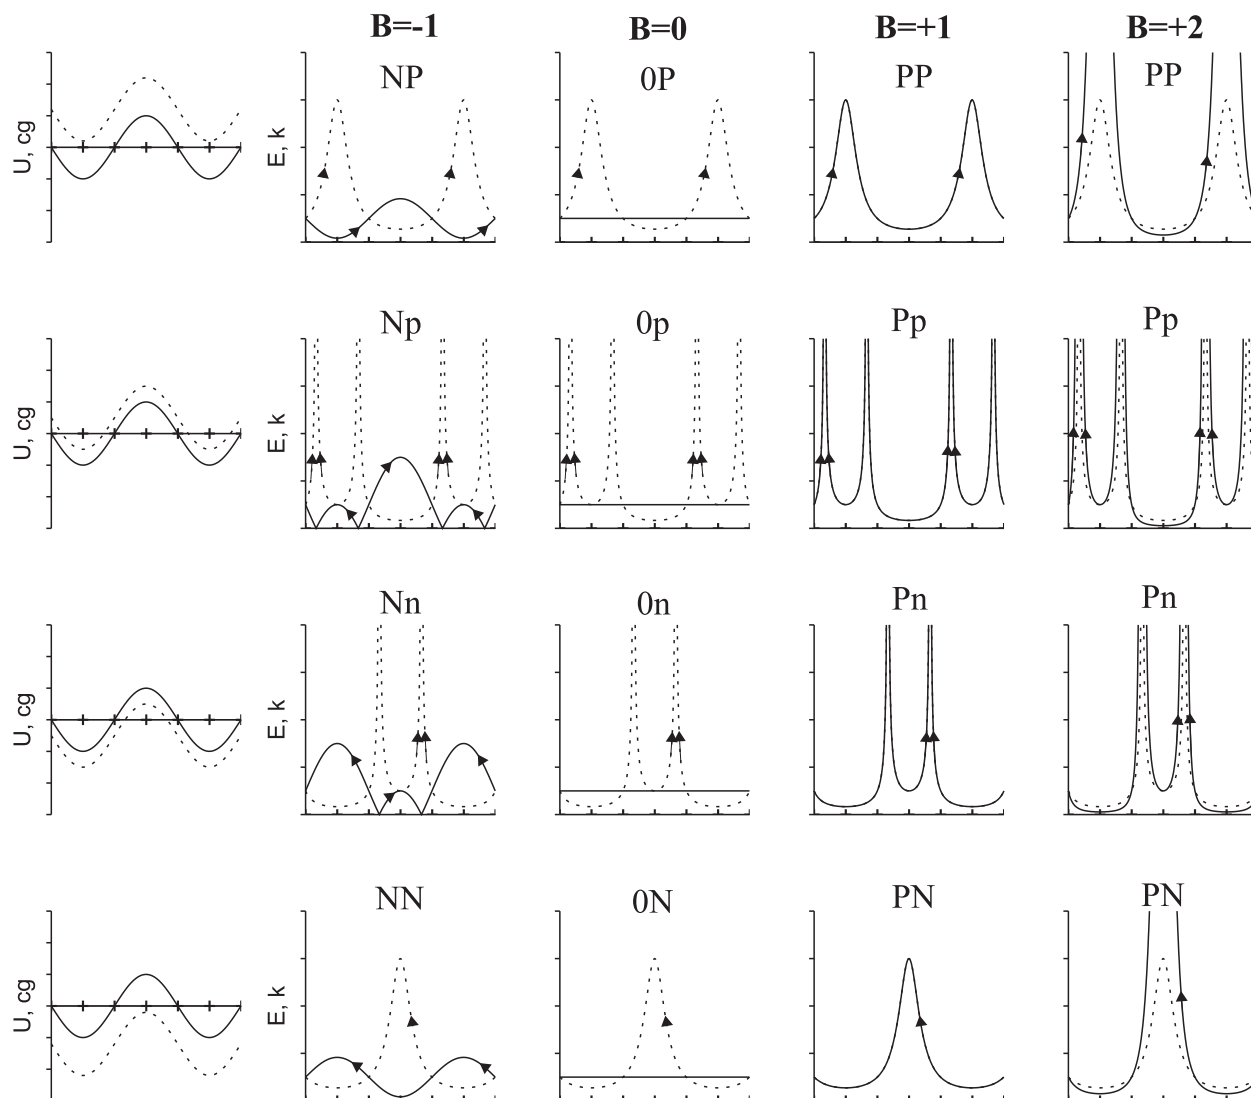 B=-1 B=0 B=+1 B=+2
NP 0P PP PP
U, cg E, k
Np 0p Pp Pp
U, cg E, k
Nn 0n Pn Pn
U, cg E, k
NN 0N PN PN
U, cg E, k